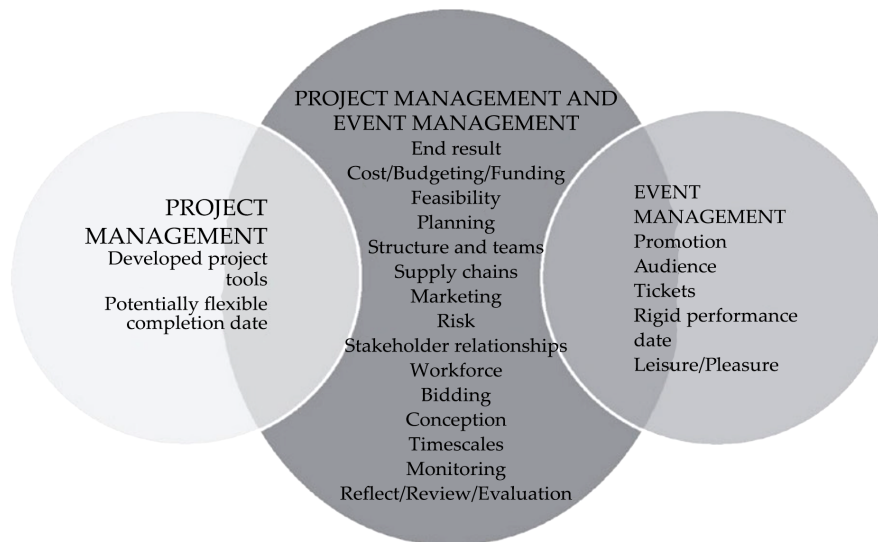 PROJECT
MANAGEMENT
Developed project
tools
Potentially flexible
completion date
PROJECT MANAGEMENT AND
EVENT MANAGEMENT
End result
Cost/Budgeting/Funding
Feasibility
Planning
Structure and teams
Supply chains
Marketing
Risk
Stakeholder relationships
Workforce
Bidding
Conception
Timescales
Monitoring
Reflect/Review/Evaluation
EVENT
MANAGEMENT
Promotion
Audience
Tickets
Rigid performance
date
Leisure/Pleasure